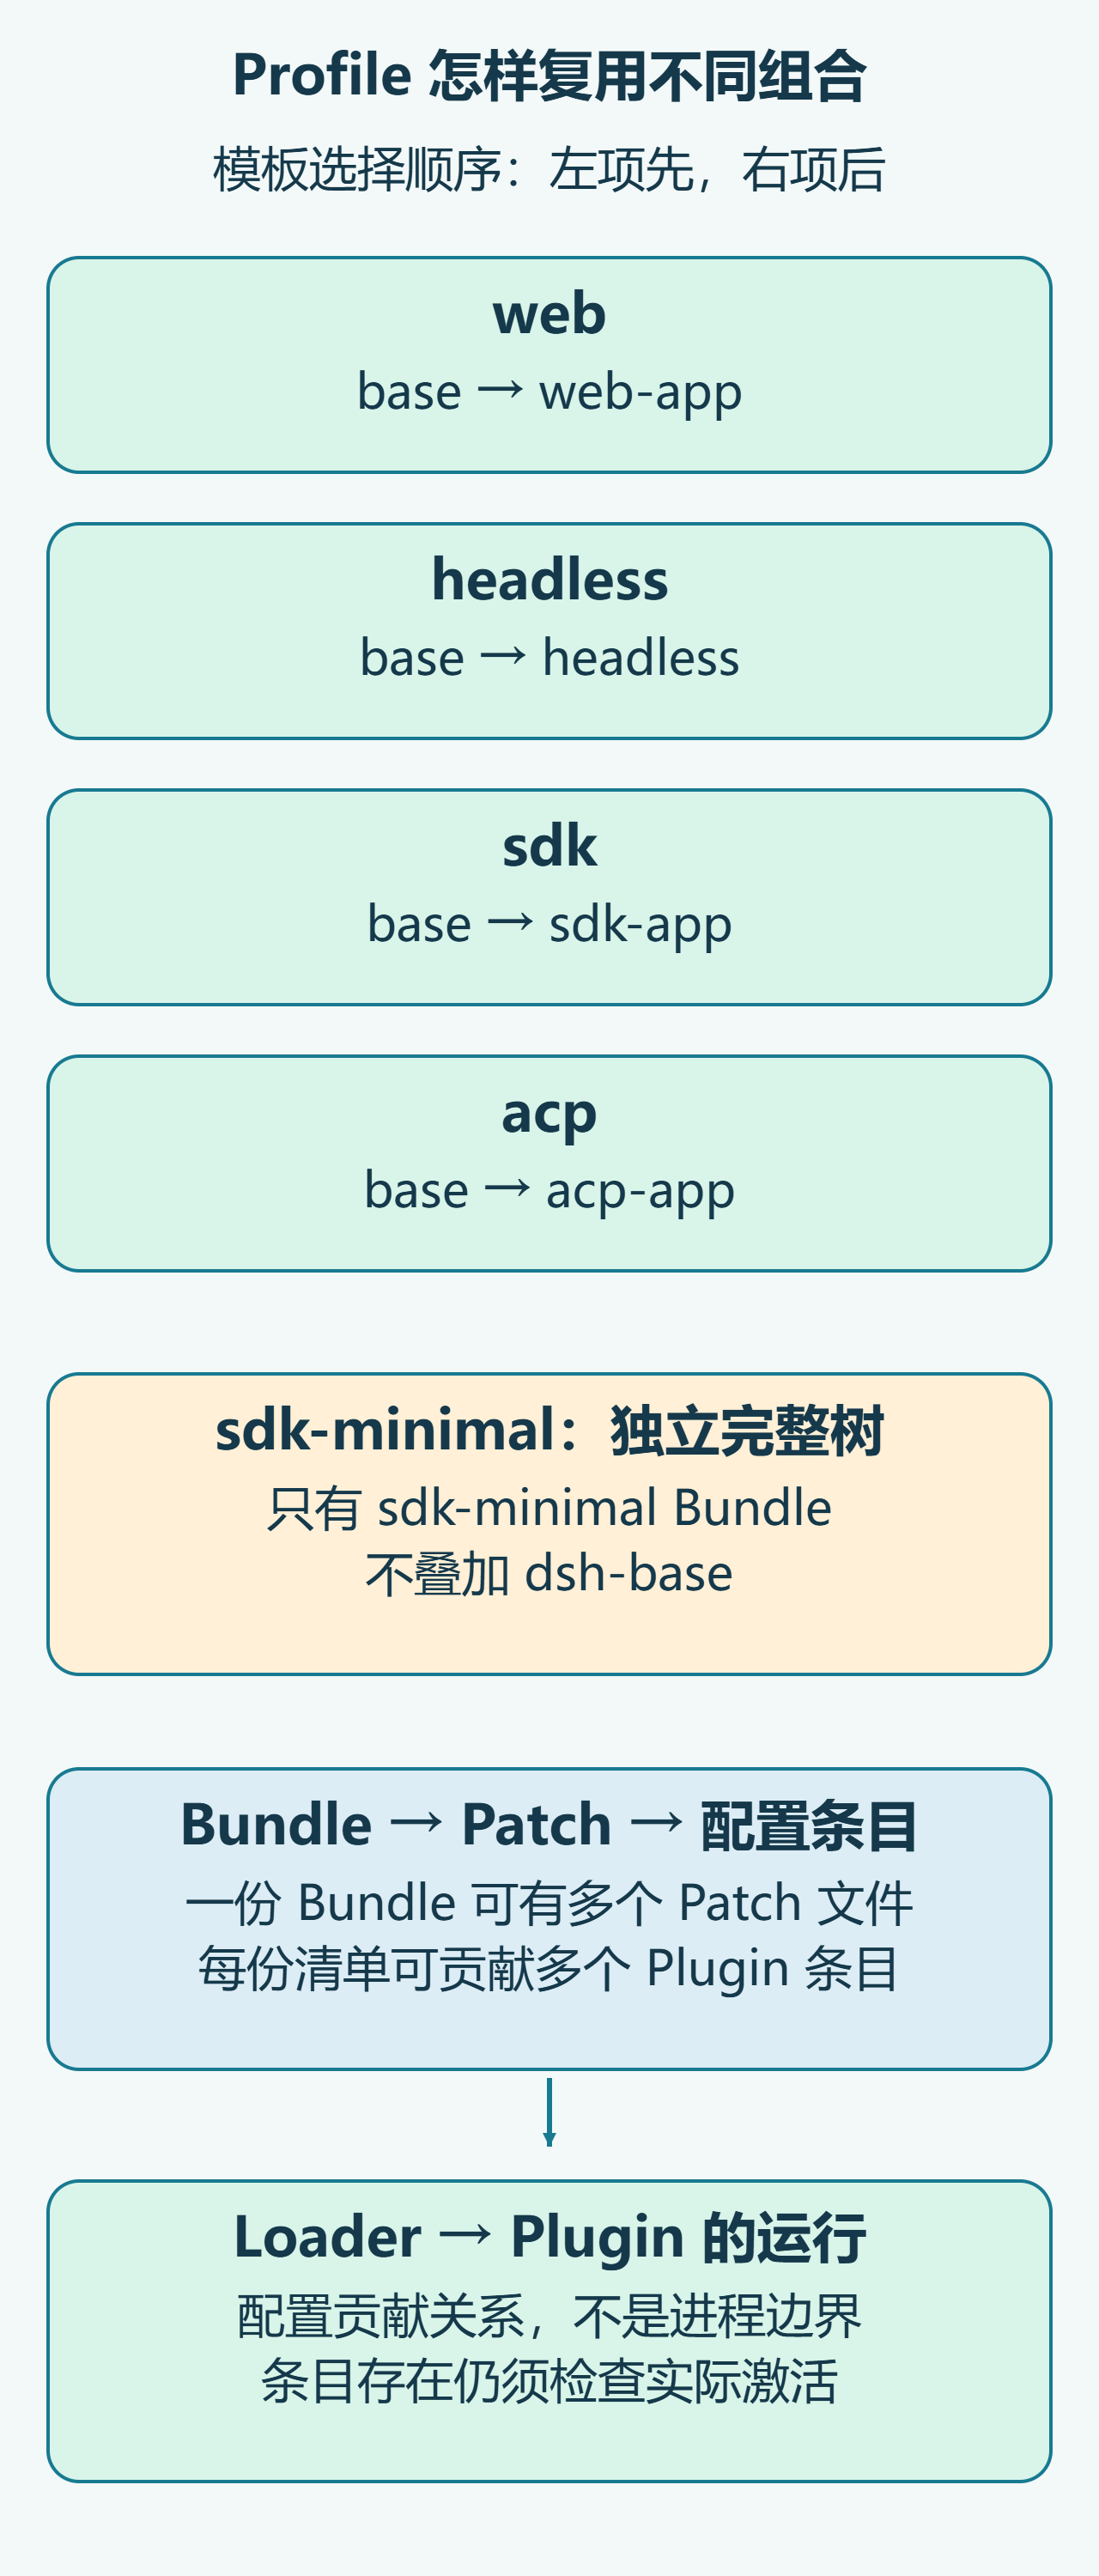 Profile 怎样复用不同组合
模板选择顺序：左项先，右项后
web
base → web-app
headless
base → headless
sdk
base → sdk-app
acp
base → acp-app
sdk-minimal：独立完整树
只有 sdk-minimal Bundle
不叠加 dsh-base
Bundle → Patch → 配置条目
一份 Bundle 可有多个 Patch 文件
每份清单可贡献多个 Plugin 条目
Loader → Plugin 的运行
配置贡献关系，不是进程边界
条目存在仍须检查实际激活